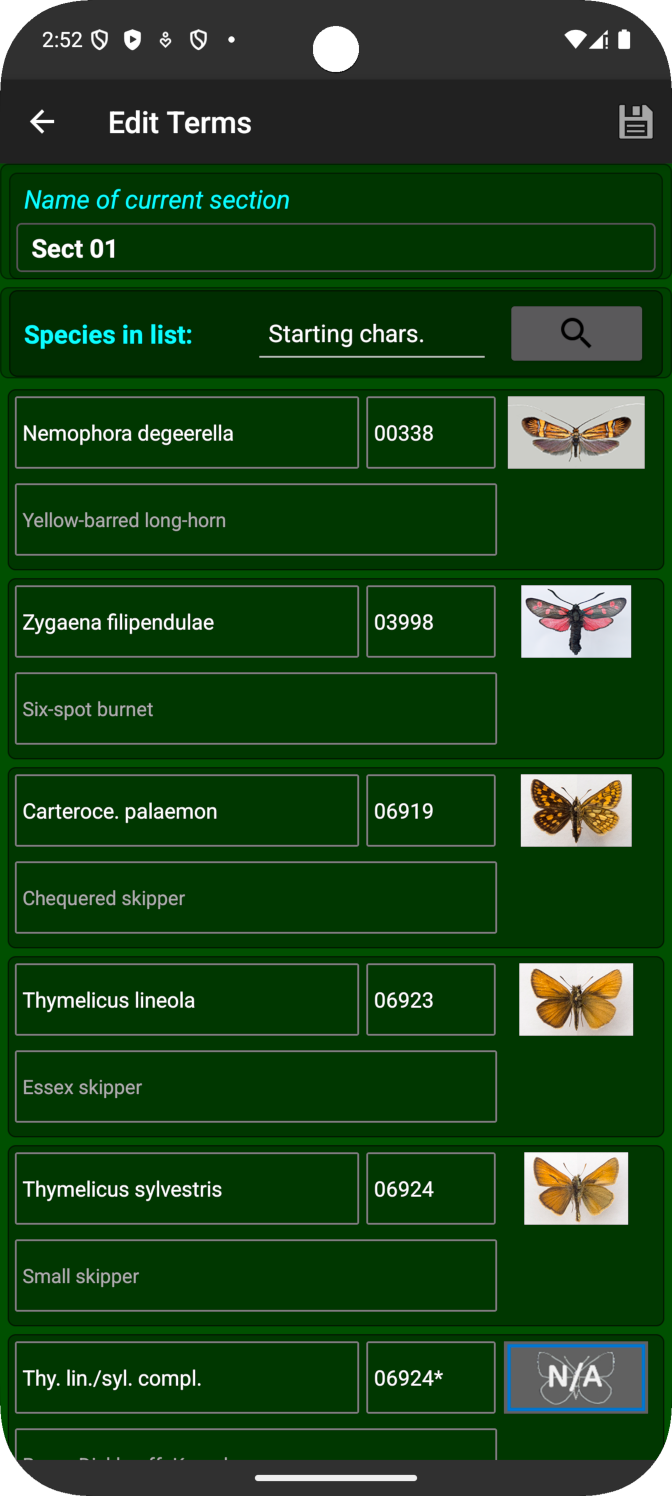 2:52
Edit Terms
Name of current section
Sect 01
Species in list: Starting chars.
Nemophora degeerella 00338
Yellow-barred long-horn
Zygaena filipendulae 03998
Six-spot burnet
Carteroce. palaemon 06919
Chequered skipper
Thymelicus lineola 06923
Essex skipper
Thymelicus sylvestris 06924
Small skipper
Thy. lin./syl. compl. 06924* N/A